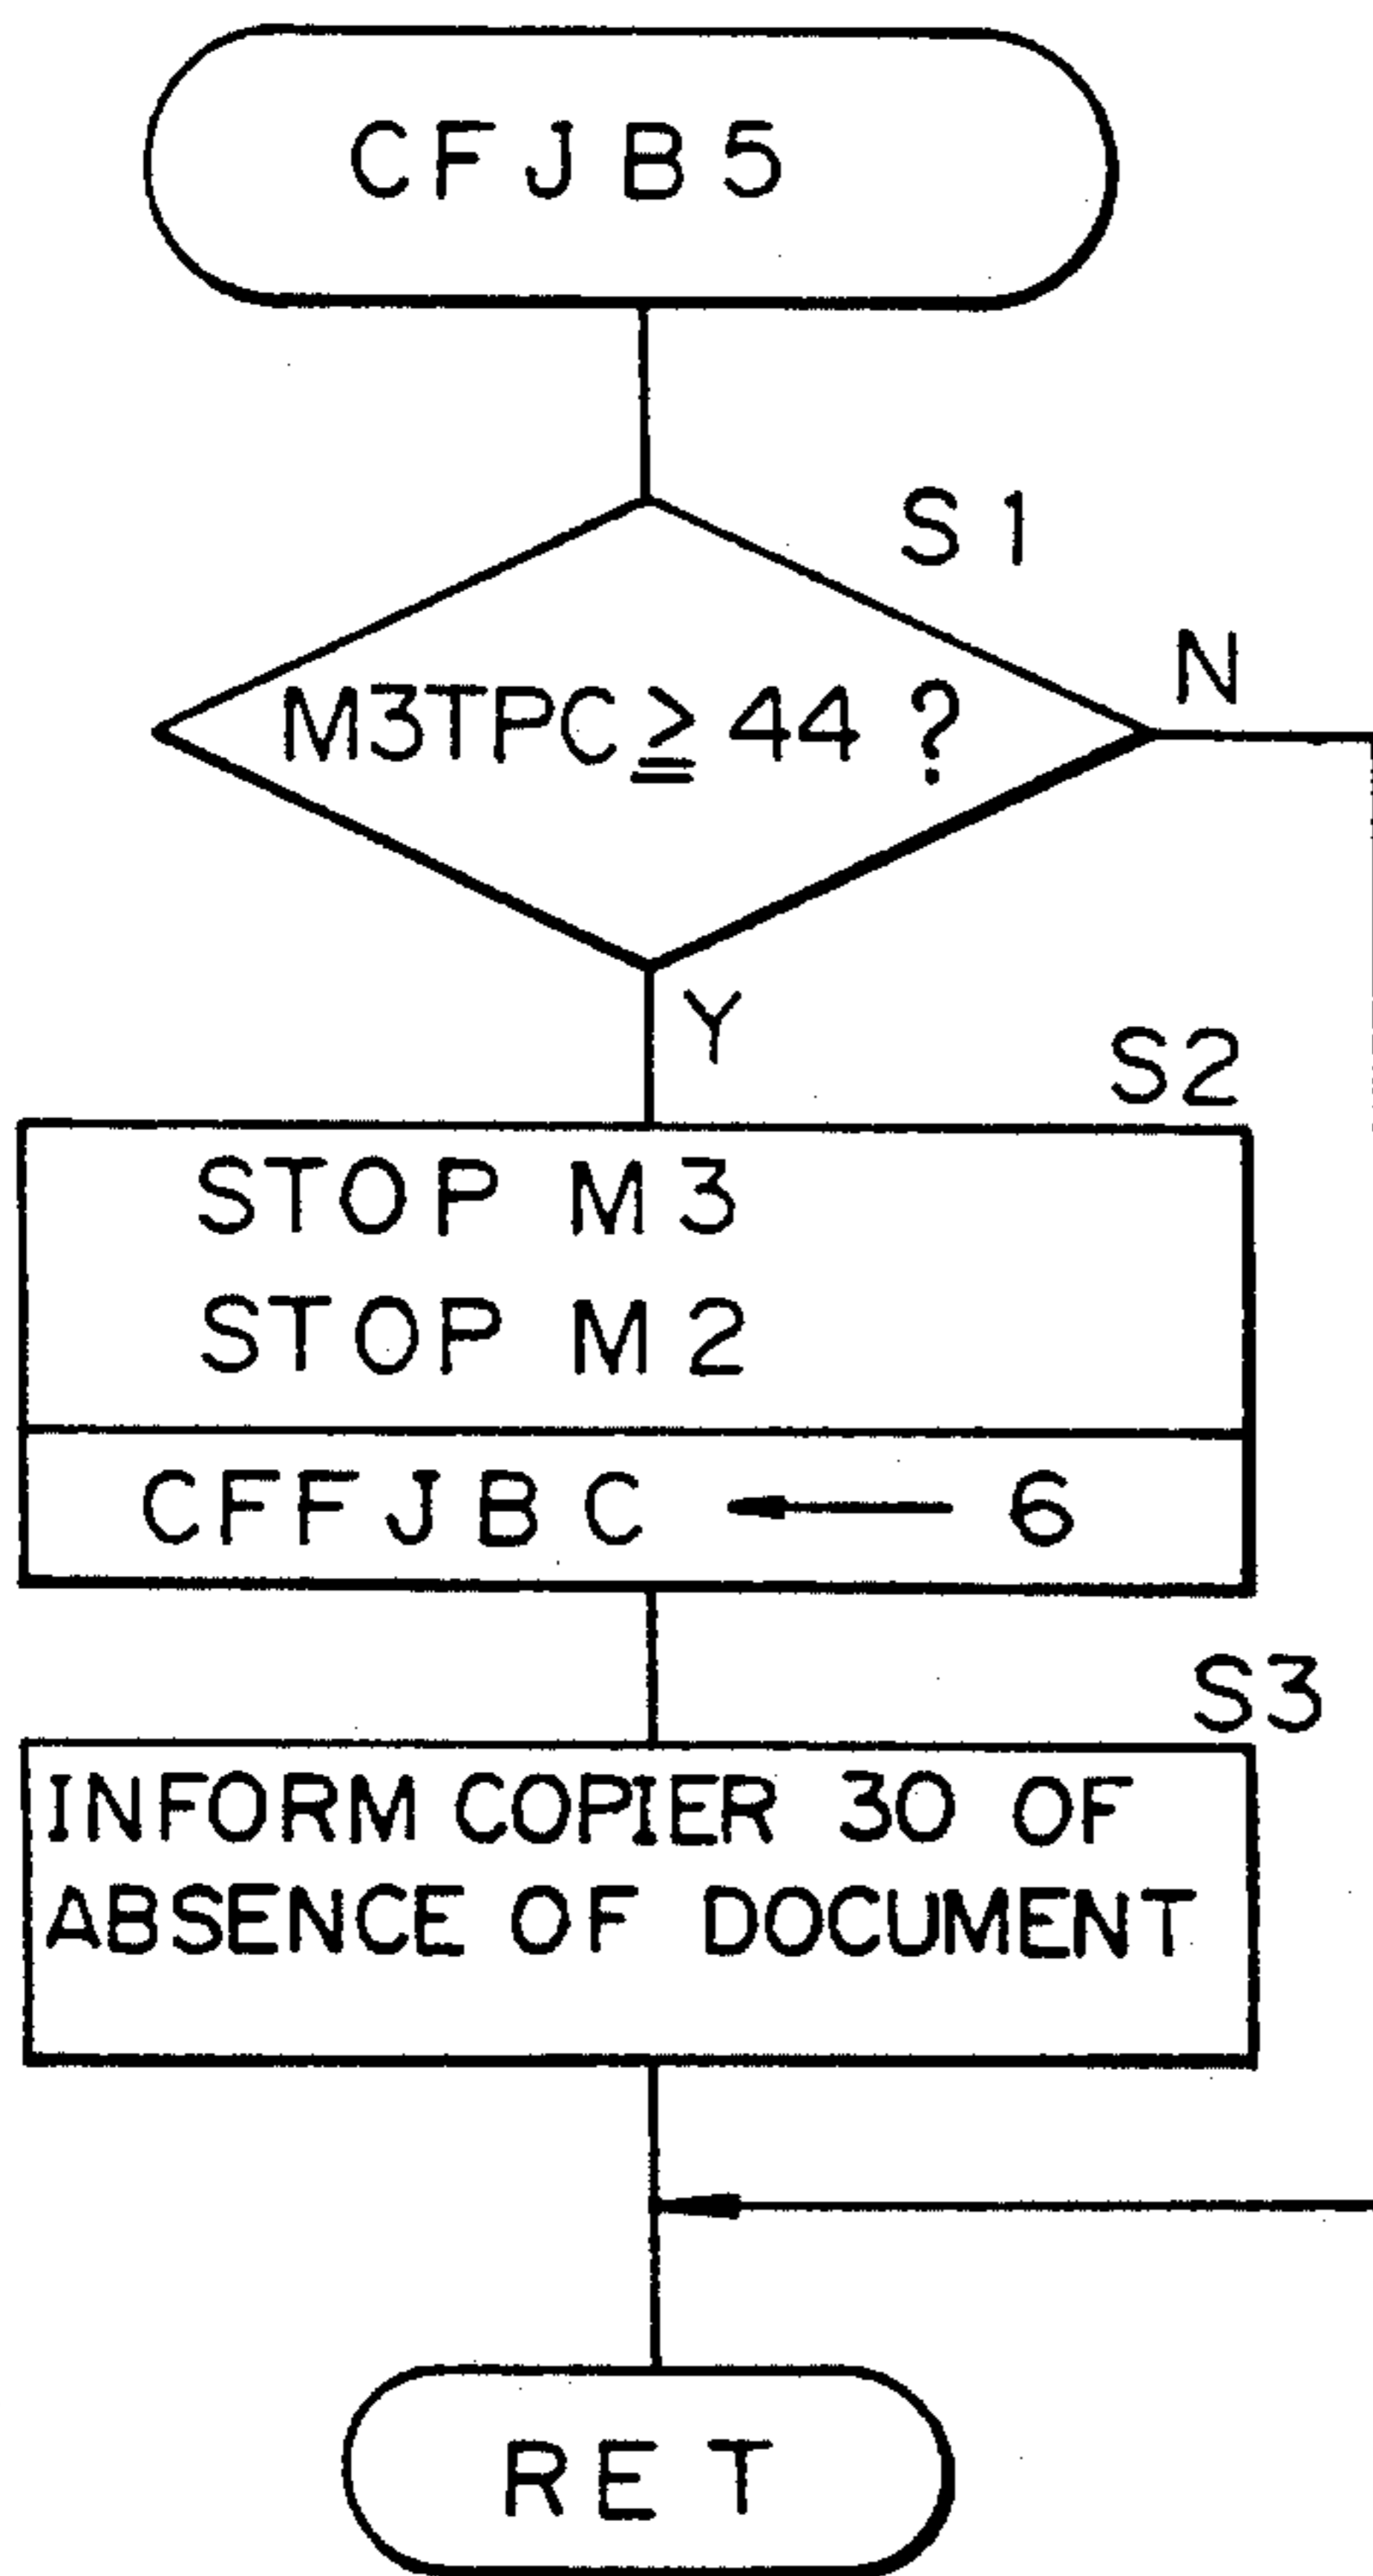 CFJB5
S1
M3TPC ≧ 44 ?
N
Y
S2
STOP M3
STOP M2
CFFJBC ← 6
S3
INFORM COPIER 30 OF
ABSENCE OF DOCUMENT
RET